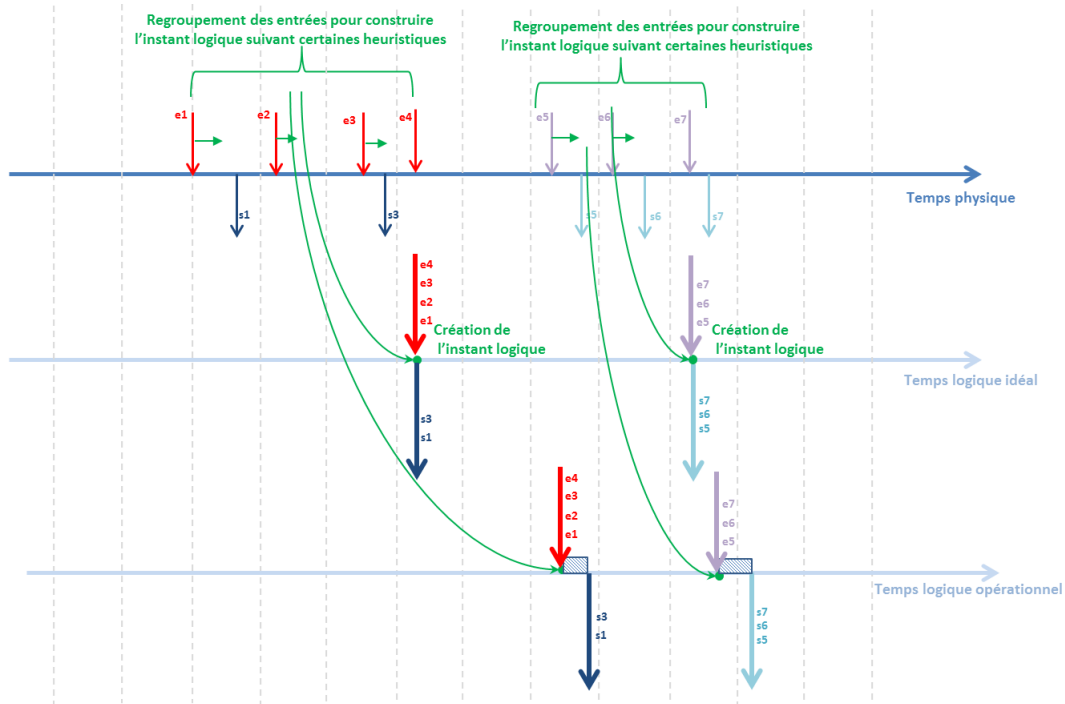 Regroupement des entrées pour construire
l'instant logique suivant certaines heuristiques
Regroupement des entrées pour construire
l'instant logique suivant certaines heuristiques
e1
e2
e3
e4
e5
e6
e7
Temps physique
s1
s3
s5
s6
s7
e4
e3
e2
e1
Création de
l'instant logique
e7
e6
e5
Création de
l'instant logique
Temps logique idéal
s3
s1
s7
s6
s5
e4
e3
e2
e1
e7
e6
e5
Temps logique opérationnel
s3
s1
s7
s6
s5